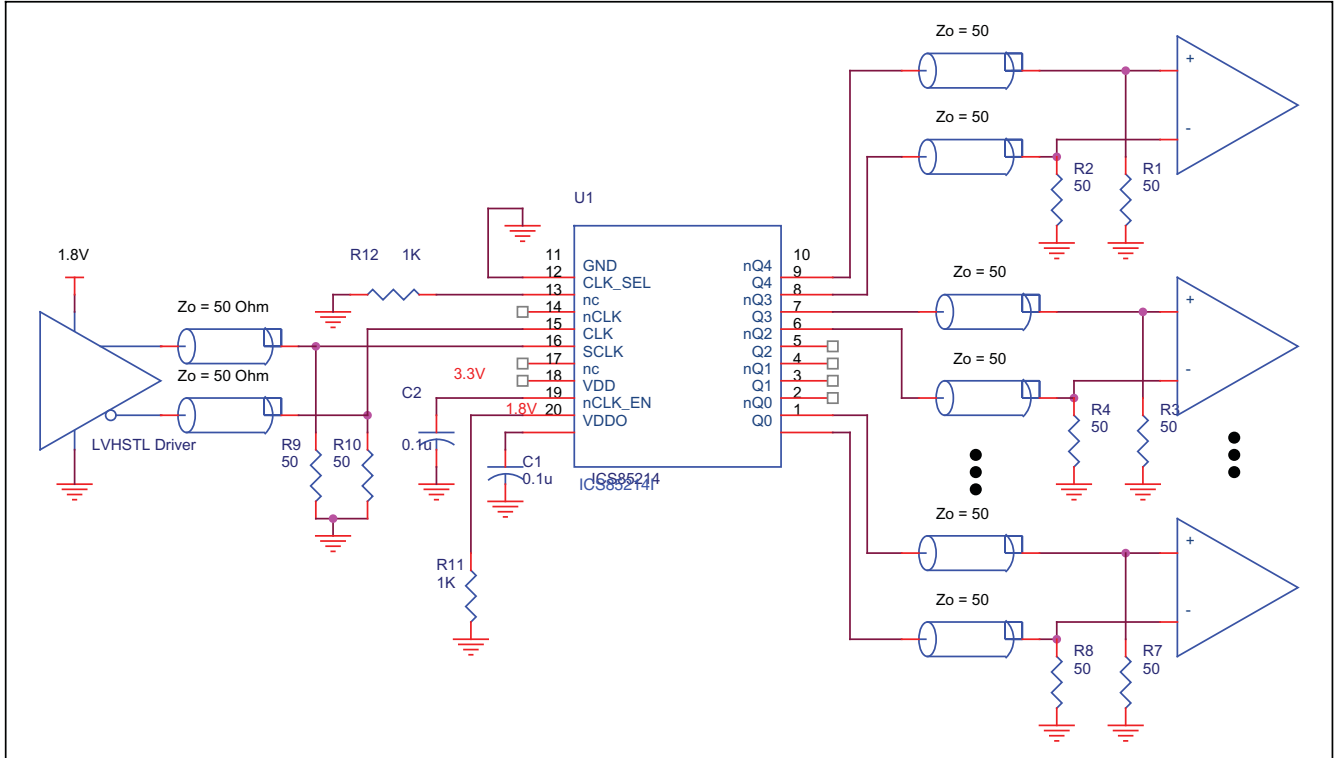 Zo = 50
+
Zo = 50
-
R2
50
R1
50
U1
1.8V
R12 1K
11
GND
12
CLK_SEL
13
nc
14
nCLK
15
CLK
16
SCLK
17
nc
18
VDD
19
nCLK_EN
20
VDDO
10
nQ4
9
Q4
8
nQ3
7
Q3
6
nQ2
5
Q2
4
nQ1
3
Q1
2
nQ0
1
Q0
Zo = 50
+
Zo = 50
-
R4
50
R3
50
Zo = 50 Ohm
Zo = 50 Ohm
LVHSTL Driver
R9
50
R10
50
3.3V
C2
0.1u
1.8V
C1
0.1u
ICS85214
ICS85214I
R11
1K
Zo = 50
+
Zo = 50
-
R8
50
R7
50